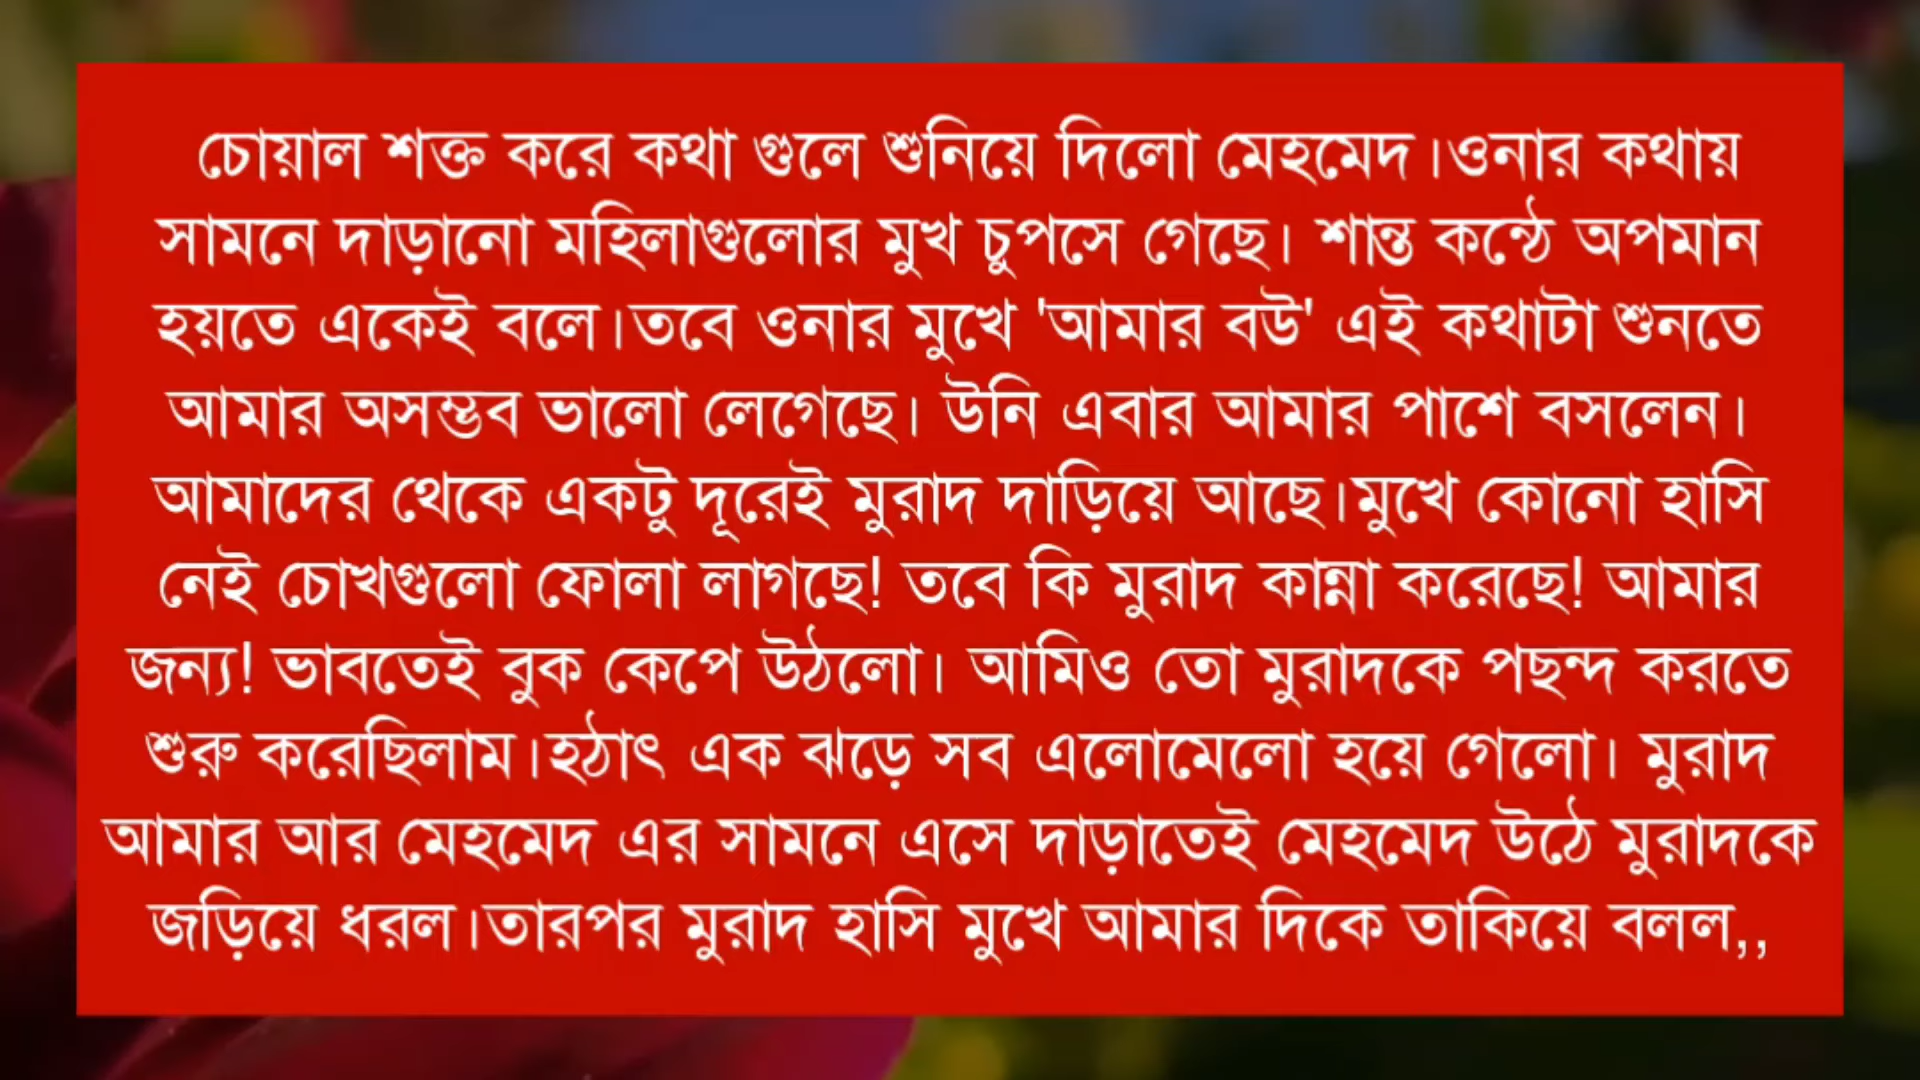 চোয়াল শক্ত করে কথা গুলে শুনিয়ে দিলো মেহমেদ।ওনার কথায়
সামনে দাড়ানো মহিলাগুলোর মুখ চুপসে গেছে। শান্ত কন্ঠে অপমান
হয়তে একেই বলে।তবে ওনার মুখে 'আমার বউ' এই কথাটা শুনতে
আমার অসম্ভব ভালো লেগেছে। উনি এবার আমার পাশে বসলেন।
আমাদের থেকে একটু দূরেই মুরাদ দাড়িয়ে আছে।মুখে কোনো হাসি
নেই চোখগুলো ফোলা লাগছে! তবে কি মুরাদ কান্না করেছে! আমার
জন্য! ভাবতেই বুক কেপে উঠলো। আমিও তো মুরাদকে পছন্দ করতে
শুরু করেছিলাম।হঠাৎ এক ঝড়ে সব এলোমেলো হয়ে গেলো। মুরাদ
আমার আর মেহমেদ এর সামনে এসে দাড়াতেই মেহমেদ উঠে মুরাদকে
জড়িয়ে ধরল।তারপর মুরাদ হাসি মুখে আমার দিকে তাকিয়ে বলল,,